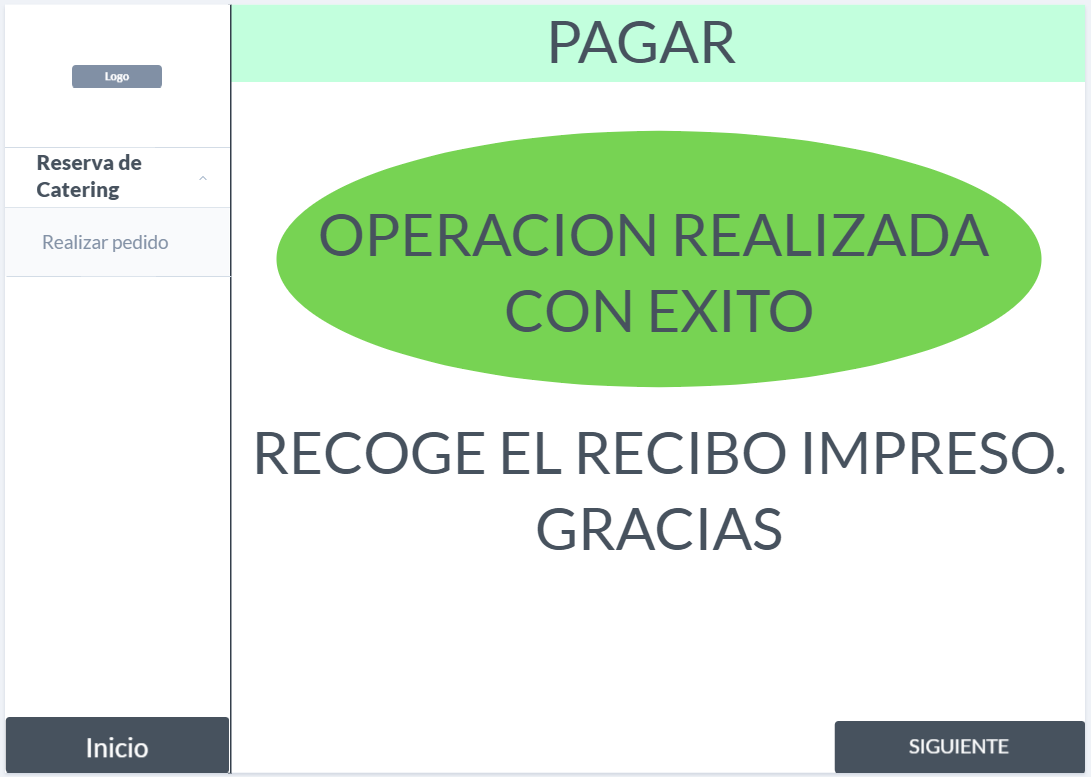 Logo
Reserva de
Catering
Realizar pedido
Inicio
PAGAR
OPERACION REALIZADA
CON EXITO
RECOGE EL RECIBO IMPRESO.
GRACIAS
SIGUIENTE